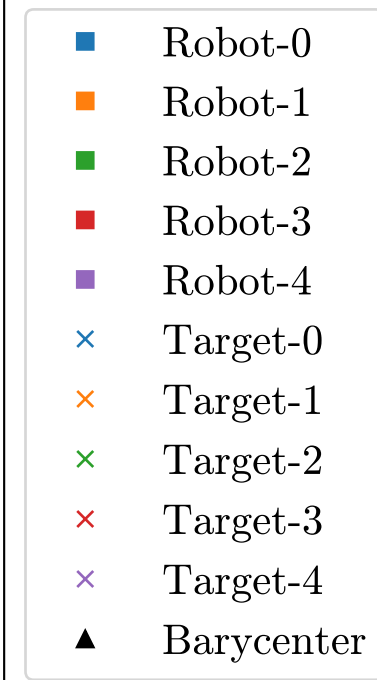 Robot-0
Robot-1
Robot-2
Robot-3
Robot-4
Target-0
Target-1
Target-2
Target-3
Target-4
Barycenter